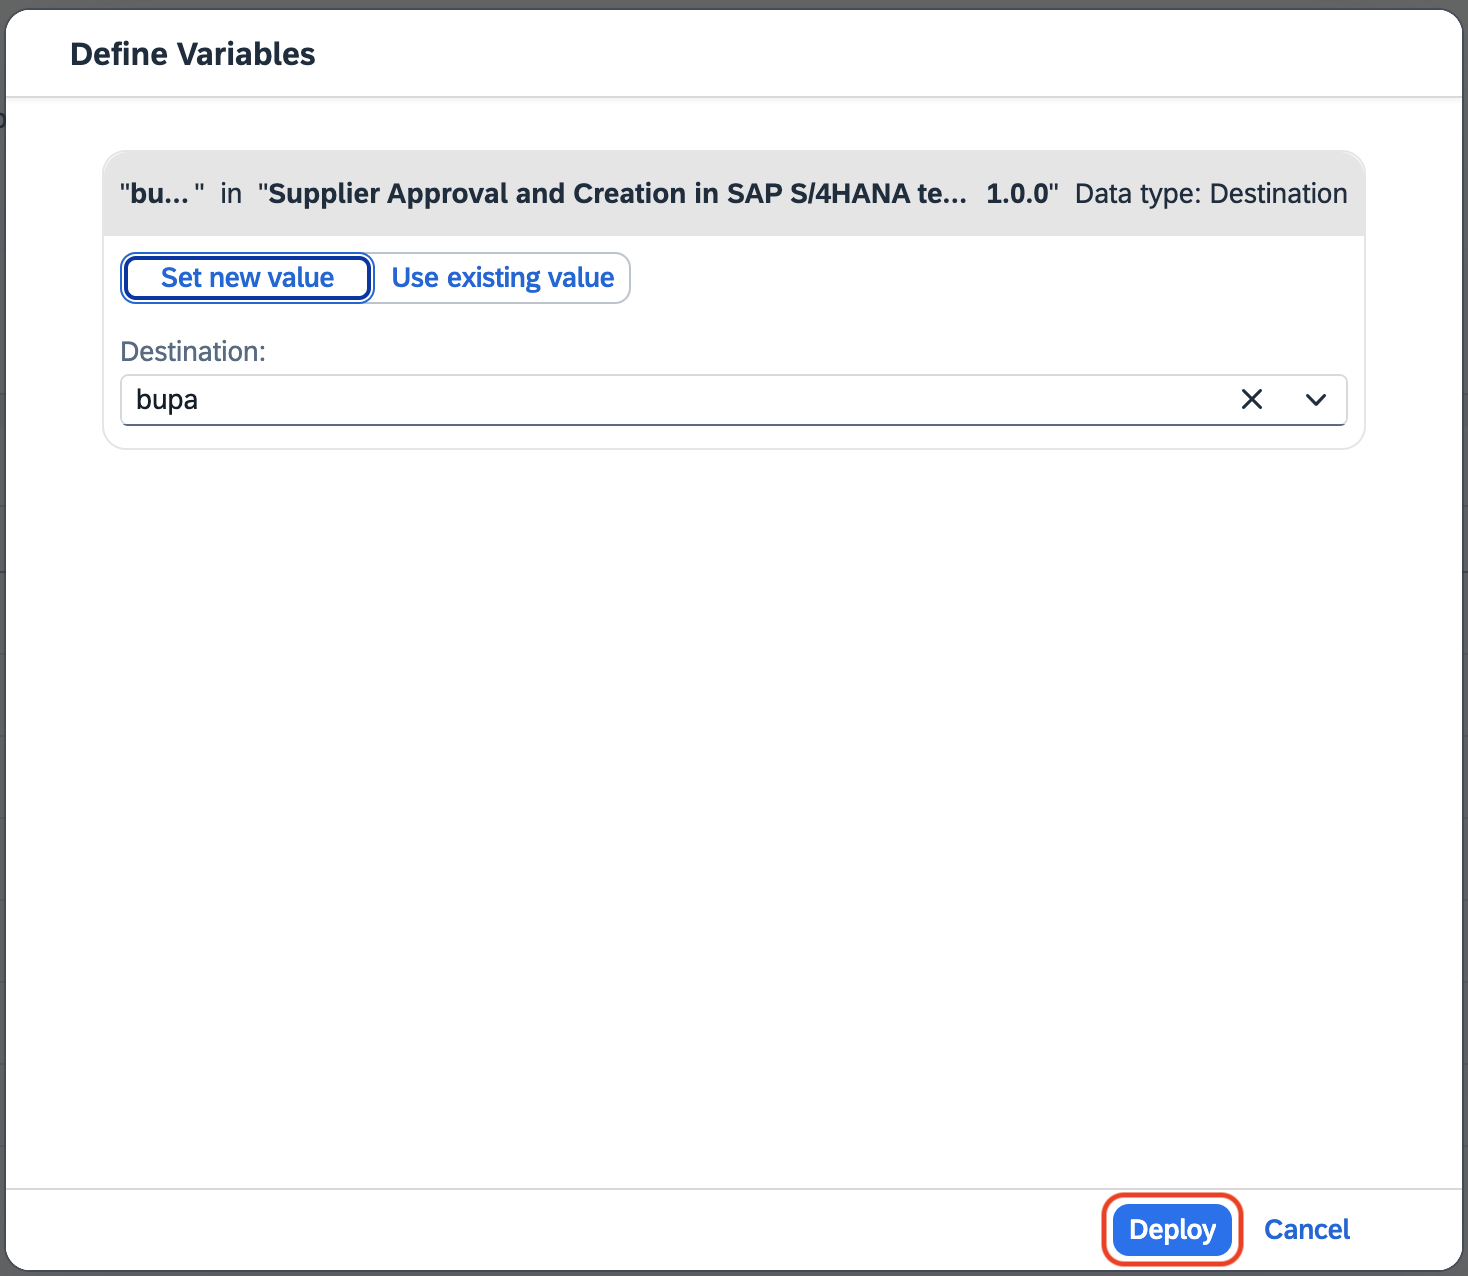 Define Variables
"bu... " in "Supplier Approval and Creation in SAP S/4HANA te... 1.0.0" Data type: Destination
Set new value Use existing value
Destination:
bupa
Deploy Cancel